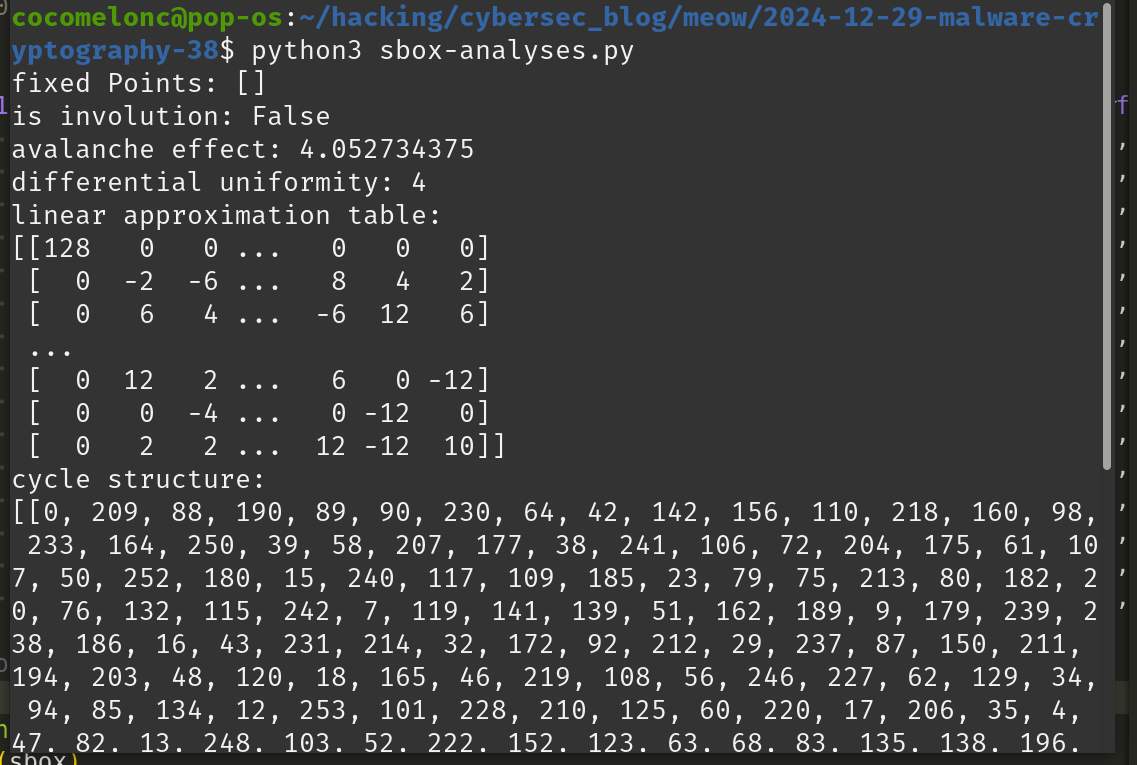 cocomelonc@pop-os:~/hacking/cybersec_blog/meow/2024-12-29-malware-cr
yptography-38$ python3 sbox-analyses.py
fixed Points: []
is involution: False
avalanche effect: 4.052734375
differential uniformity: 4
linear approximation table:
[[128   0   0 ...   0   0   0]
 [  0  -2  -6 ...   8   4   2]
 [  0   6   4 ...  -6  12   6]
 ...
 [  0  12   2 ...   6   0 -12]
 [  0   0  -4 ...   0 -12   0]
 [  0   2   2 ...  12 -12  10]]
cycle structure:
[[0, 209, 88, 190, 89, 90, 230, 64, 42, 142, 156, 110, 218, 160, 98,
 233, 164, 250, 39, 58, 207, 177, 38, 241, 106, 72, 204, 175, 61, 10
7, 50, 252, 180, 15, 240, 117, 109, 185, 23, 79, 75, 213, 80, 182, 2
0, 76, 132, 115, 242, 7, 119, 141, 139, 51, 162, 189, 9, 179, 239, 2
38, 186, 16, 43, 231, 214, 32, 172, 92, 212, 29, 237, 87, 150, 211,
194, 203, 48, 120, 18, 165, 46, 219, 108, 56, 246, 227, 62, 129, 34,
 94, 85, 134, 12, 253, 101, 228, 210, 125, 60, 220, 17, 206, 35, 4,
47, 82, 13, 248, 103, 52, 222, 152, 123, 63, 68, 83, 135, 138, 196,
(sbox)